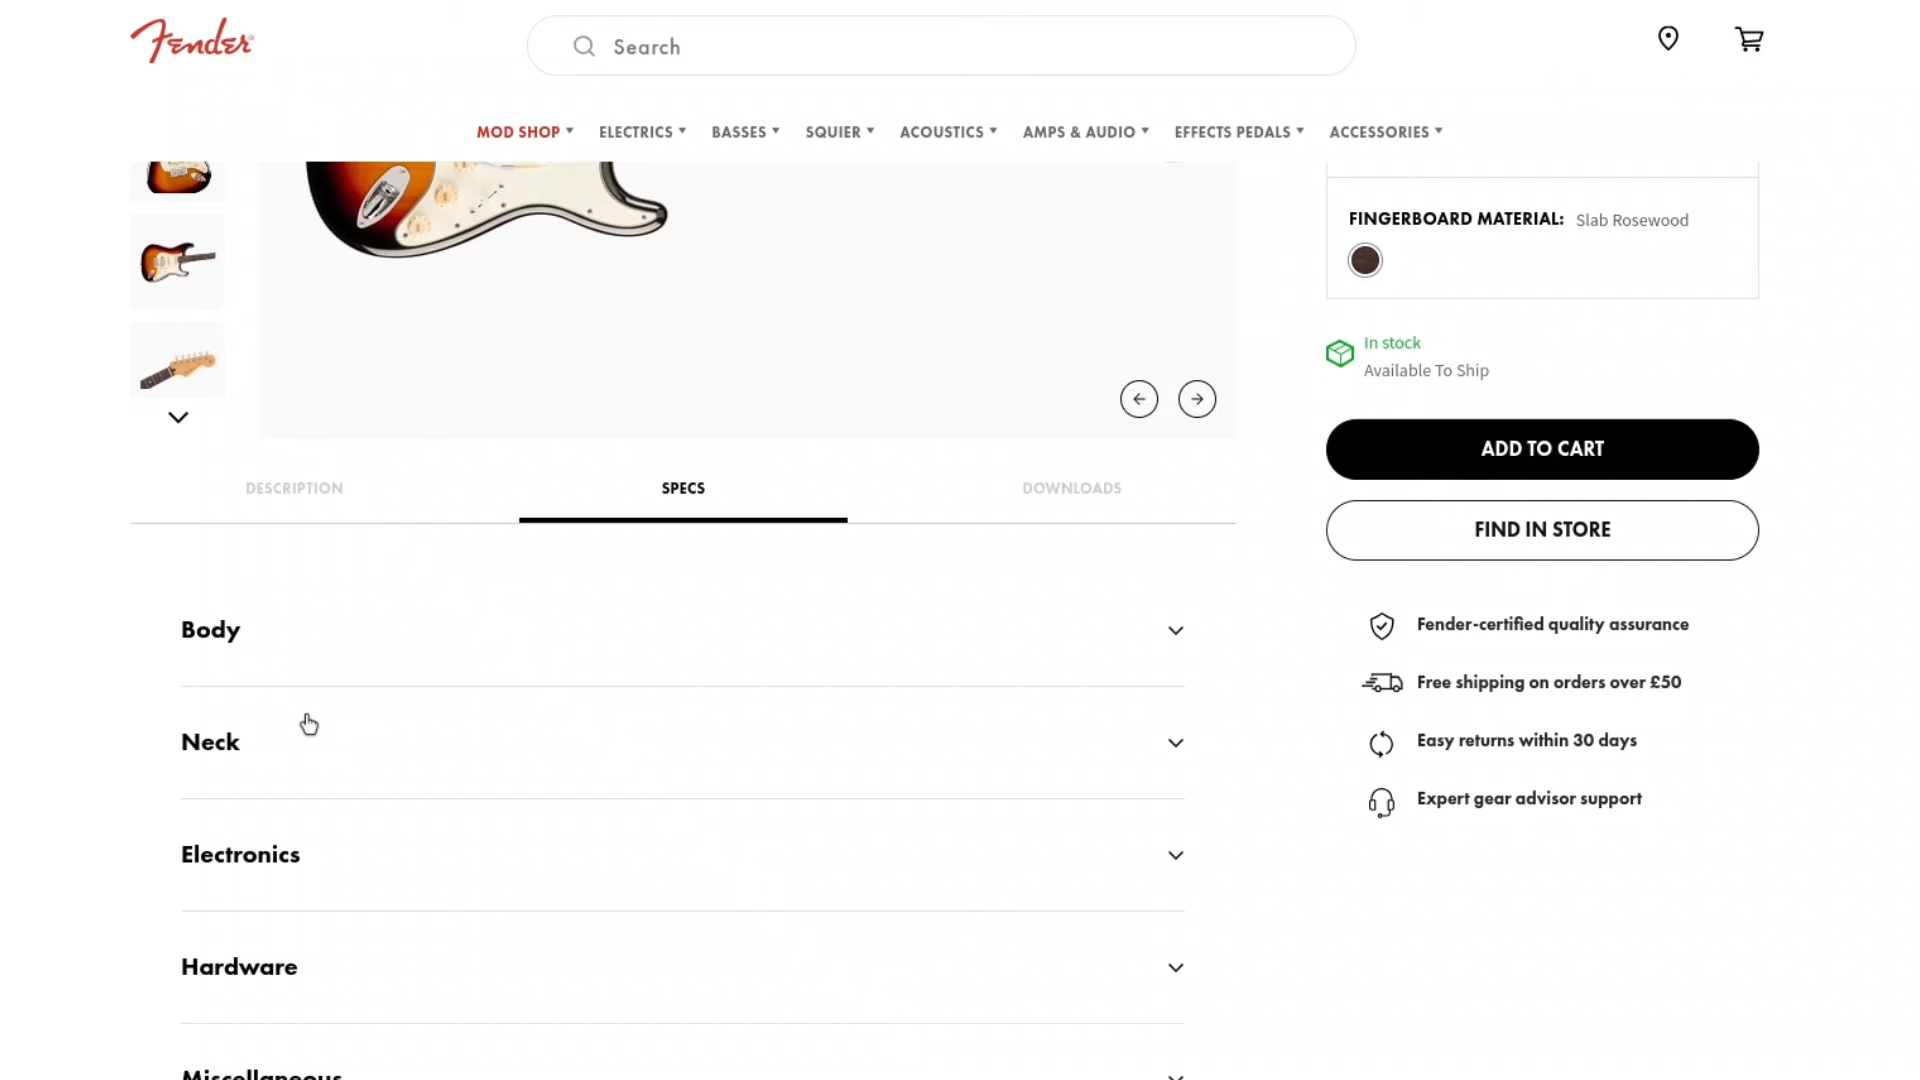 Fender
Search
MOD SHOP ELECTRICS BASSES SQUIER ACOUSTICS AMPS & AUDIO EFFECTS PEDALS ACCESSORIES
FINGERBOARD MATERIAL: Slab Rosewood
In stock
Available To Ship
ADD TO CART
FIND IN STORE
DESCRIPTION SPECS DOWNLOADS
Body
Neck
Electronics
Hardware
Miscellaneous
Fender-certified quality assurance
Free shipping on orders over £50
Easy returns within 30 days
Expert gear advisor support